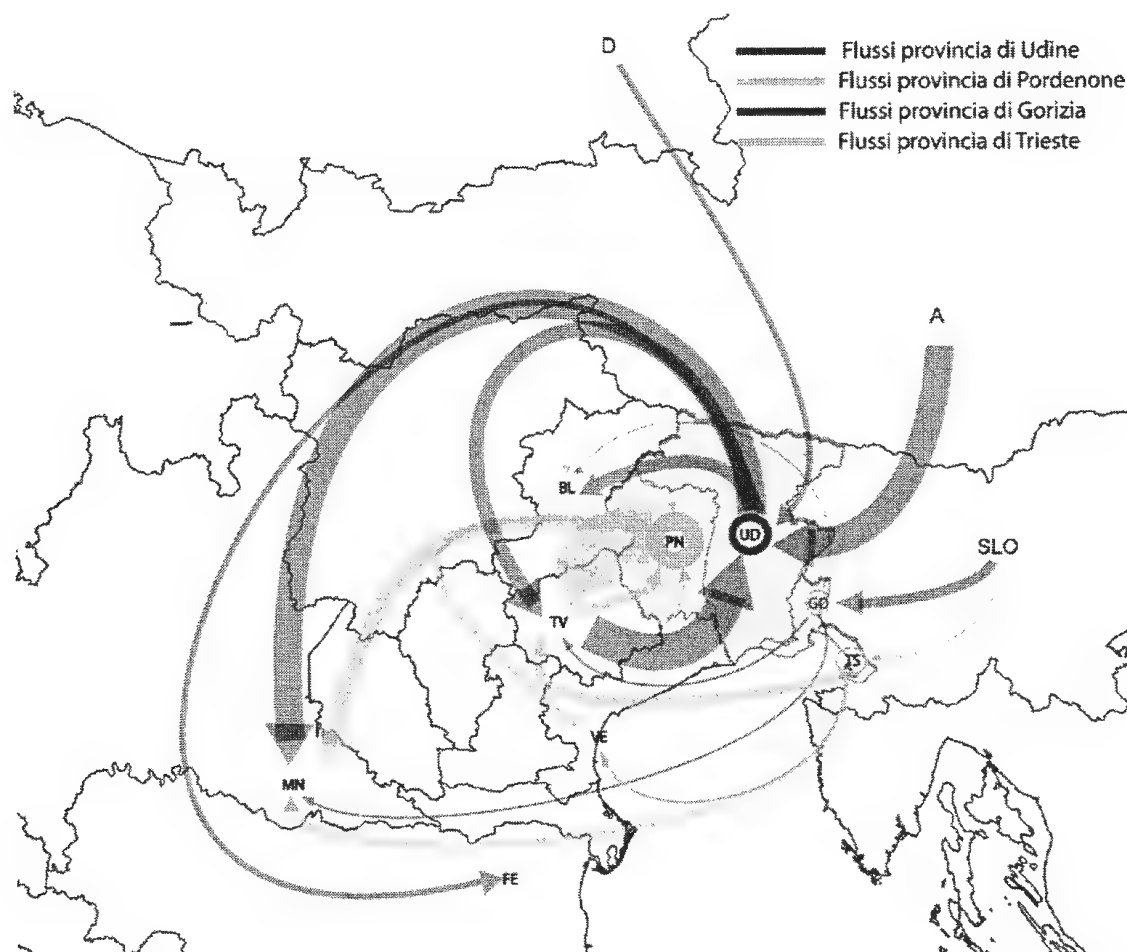 D
Flussi provincia di Udine
Flussi provincia di Pordenone
Flussi provincia di Gorizia
Flussi provincia di Trieste
A
BL
UD
PN
SLO
GO
TV
TS
VE
MN
FE